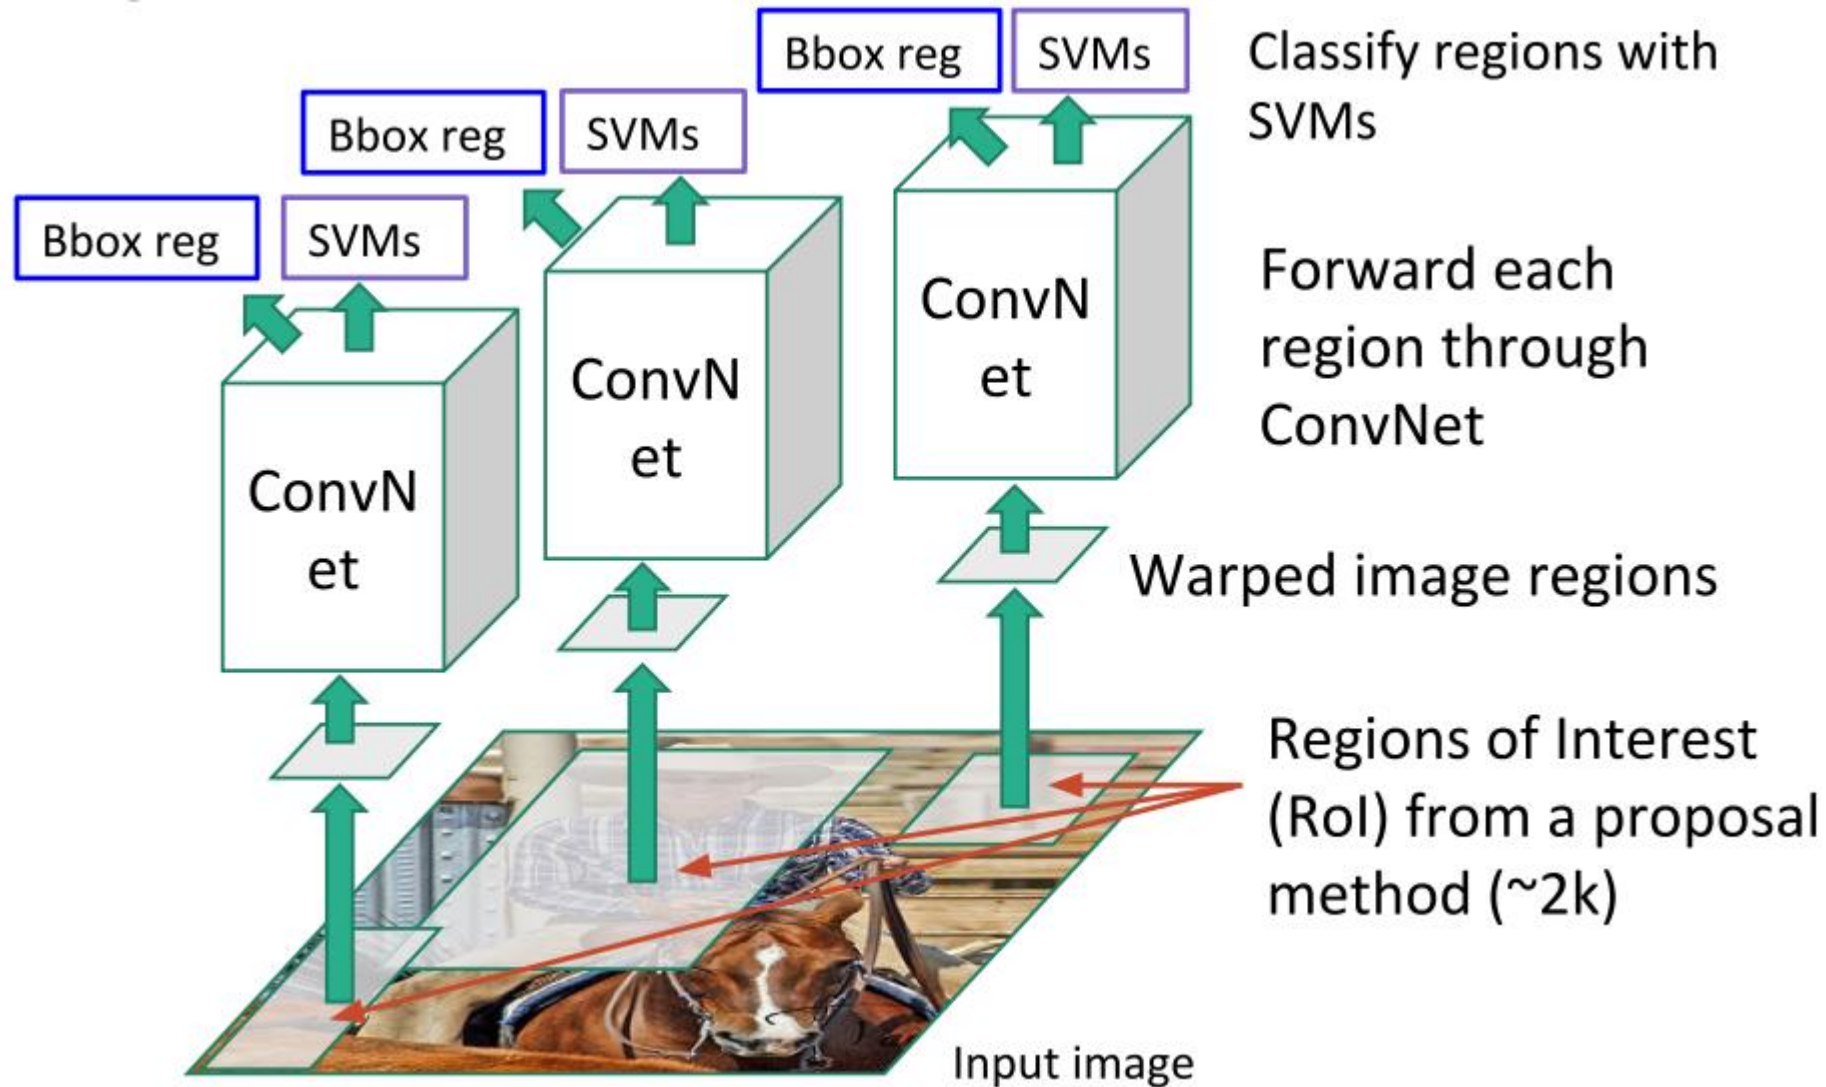 Bbox reg
SVMs
Classify regions with
SVMs
Bbox reg
SVMs
Bbox reg
SVMs
Forward each
region through
ConvNet
ConvN
et
ConvN
et
ConvN
et
Warped image regions
Regions of Interest
(RoI) from a proposal
method (~2k)
Input image